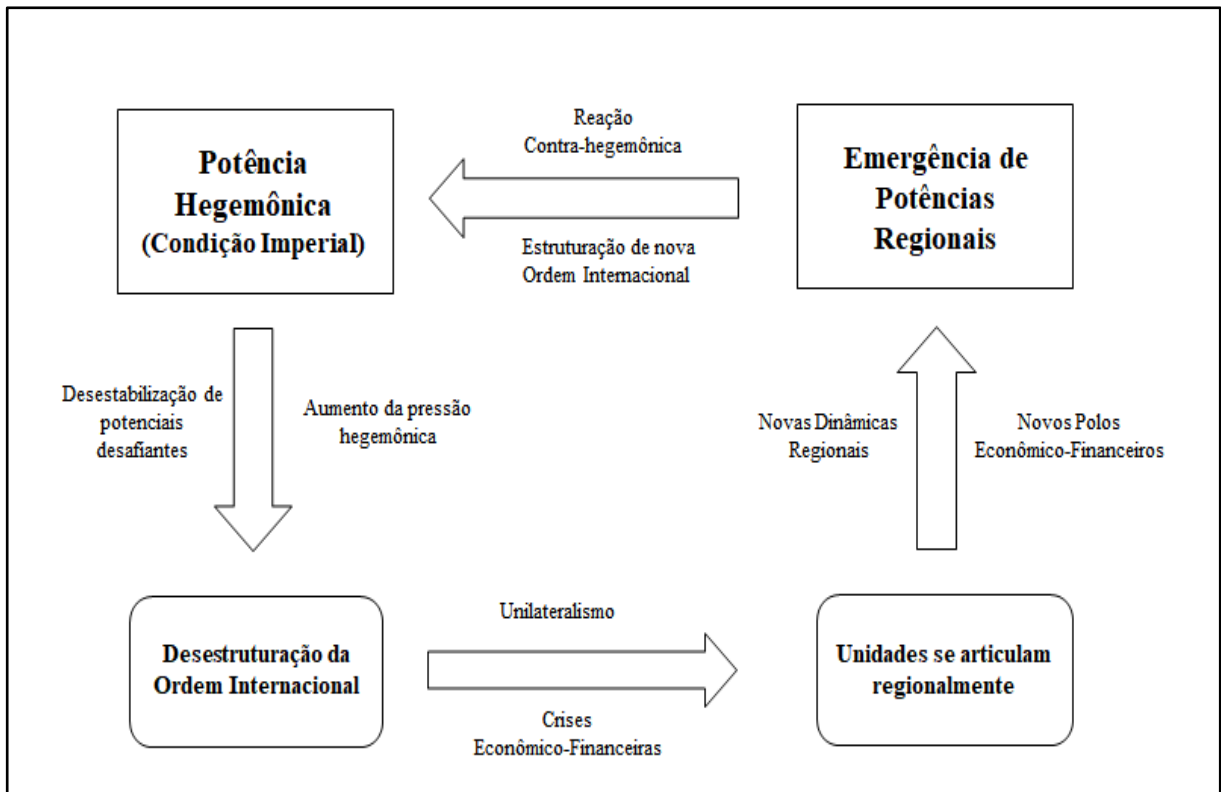 Potência
Hegemônica
(Condição Imperial)
Reação
Contra-hegemônica
Estruturação de nova
Ordem Internacional
Emergência de
Potências
Regionais
Desestabilização de
potenciais
desafiantes
Aumento da pressão
hegemônica
Novas Dinâmicas
Regionais
Novos Polos
Econômico-Financeiros
Desestruturação da
Ordem Internacional
Unilateralismo
Crises
Econômico-Financeiras
Unidades se articulam
regionalmente